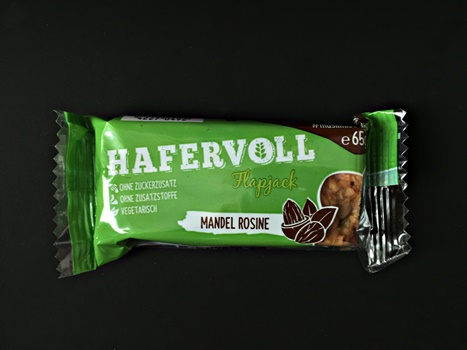 e 65
HAFERVOLL
Flapjack
OHNE ZUCKERZUSATZ
OHNE ZUSATZSTOFFE
VEGETARISCH
MANDEL ROSINE